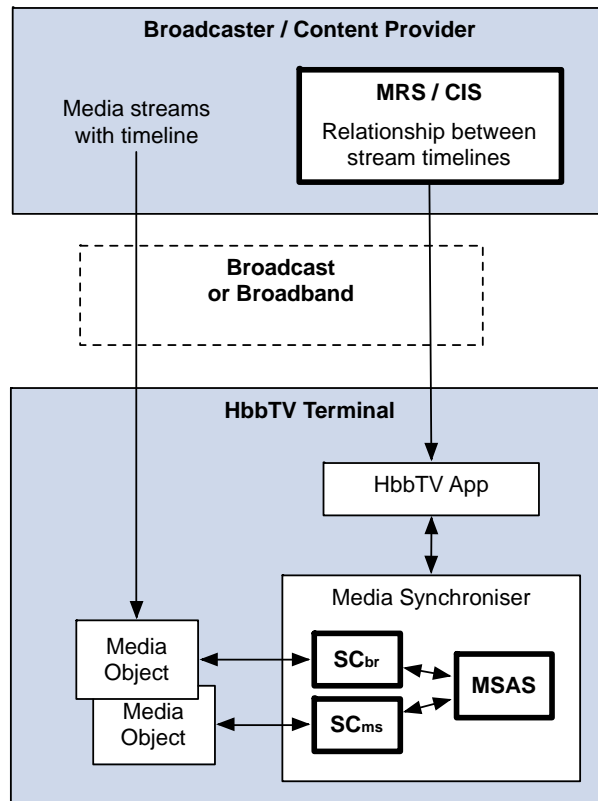 Broadcaster / Content Provider
Media streams
with timeline
MRS / CIS
Relationship between
stream timelines
Broadcast
or Broadband
HbbTV Terminal
HbbTV App
Media Synchroniser
Media
Object
SCbr
MSAS
Media
Object
SCms